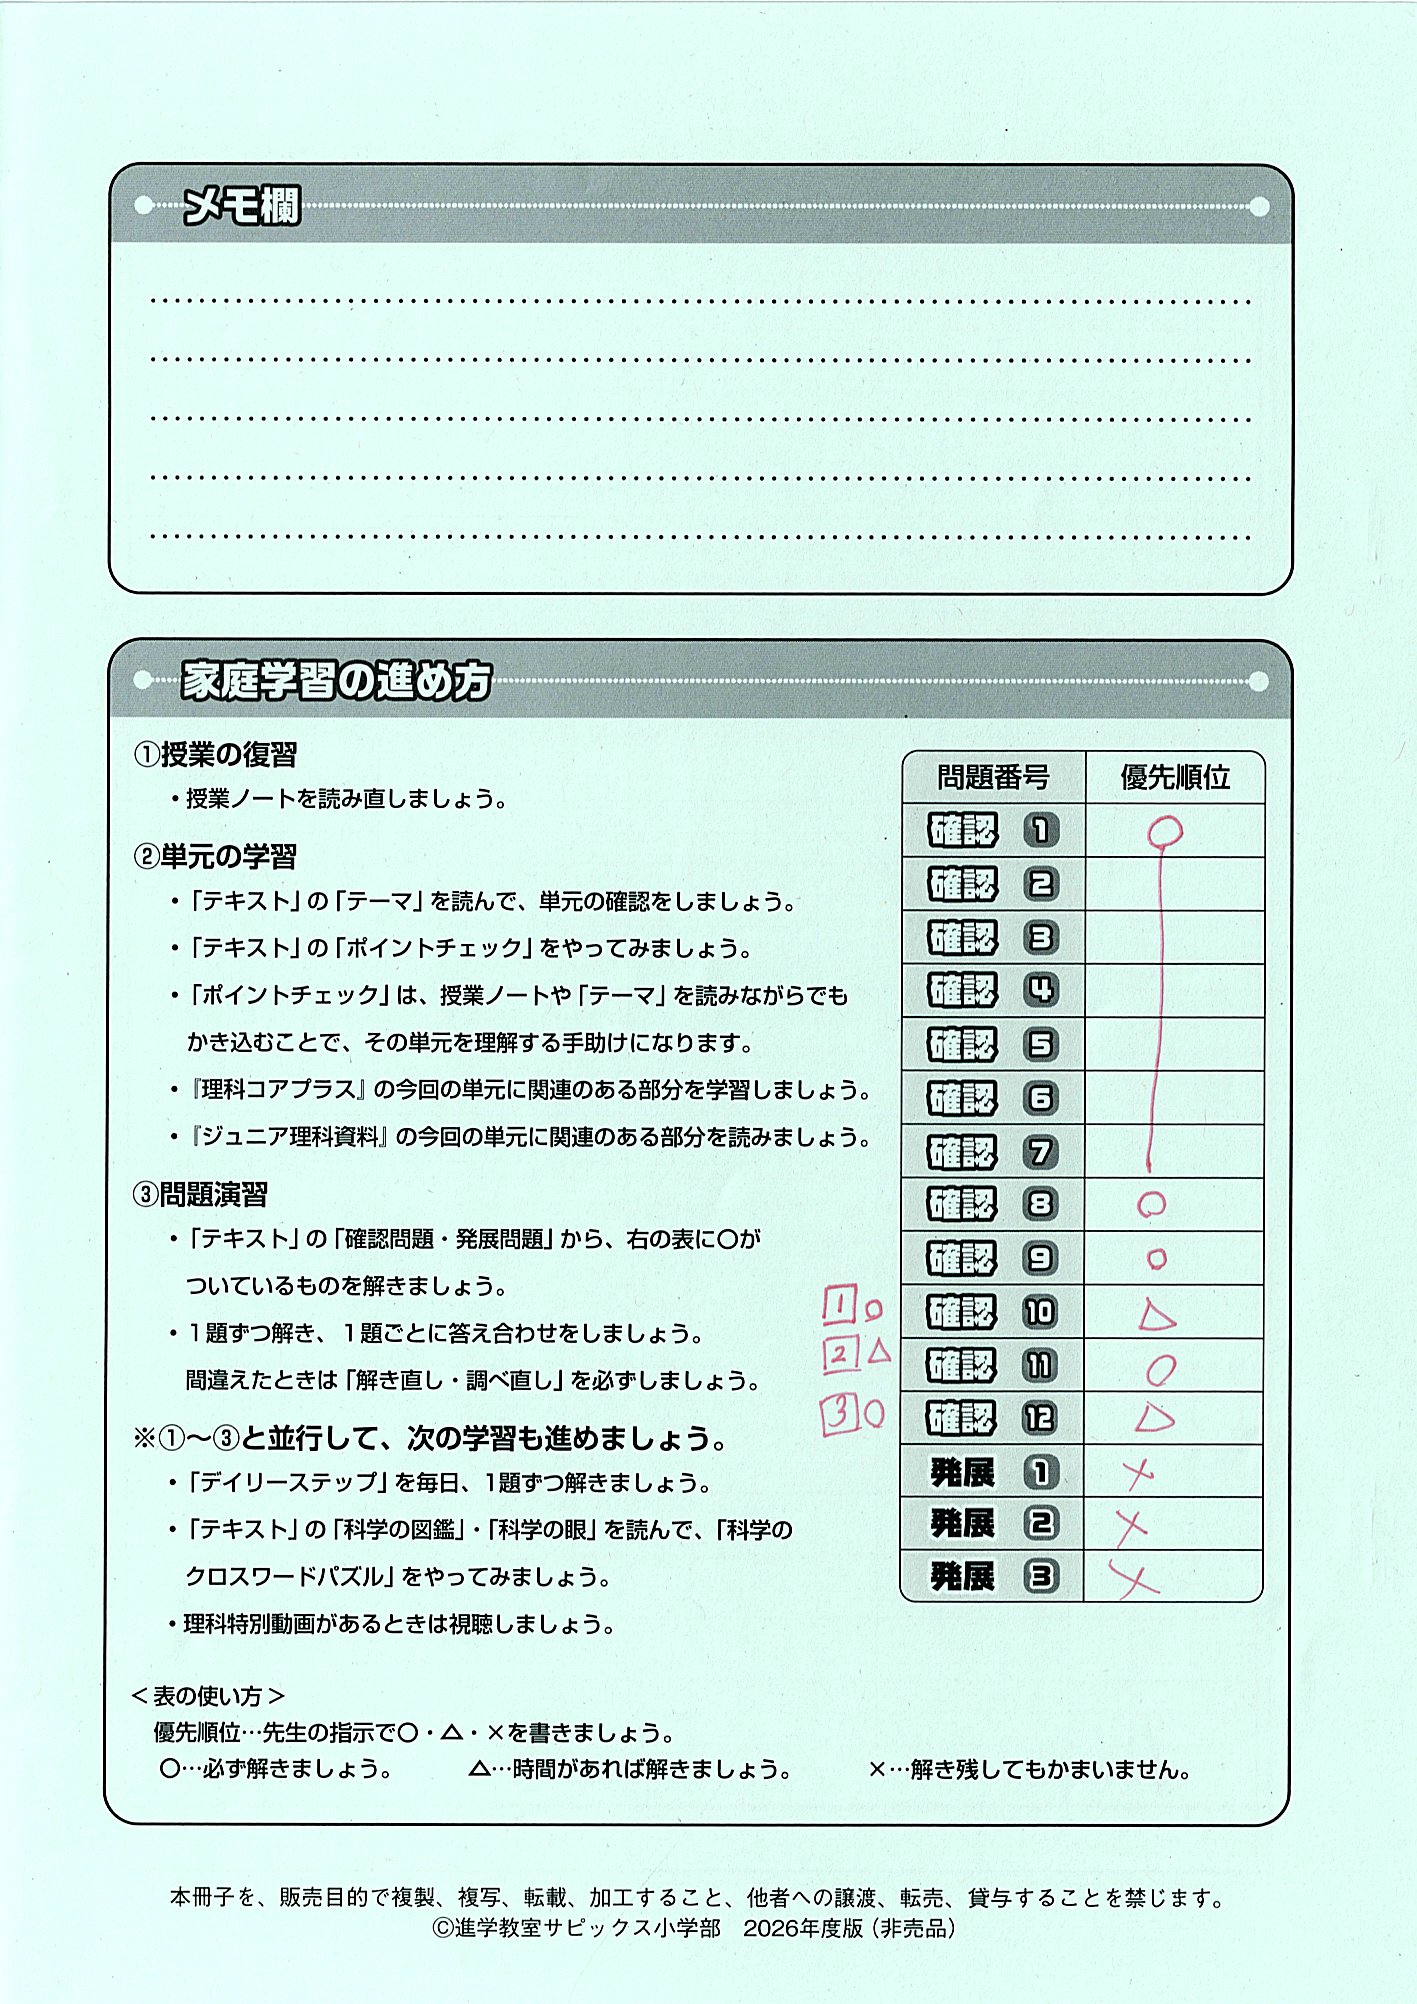 メモ欄
家庭学習の進め方
①授業の復習
・授業ノートを読み直しましょう。
②単元の学習
・「テキスト」の「テーマ」を読んで、単元の確認をしましょう。
・「テキスト」の「ポイントチェック」をやってみましょう。
・「ポイントチェック」は、授業ノートや「テーマ」を読みながらでも
かき込むことで、その単元を理解する手助けになります。
・『理科コアプラス』の今回の単元に関連のある部分を学習しましょう。
・『ジュニア理科資料』の今回の単元に関連のある部分を読みましょう。
③問題演習
・「テキスト」の「確認問題・発展問題」から、右の表に〇が
ついているものを解きましょう。
・1題ずつ解き、1題ごとに答え合わせをしましょう。
間違えたときは「解き直し・調べ直し」を必ずしましょう。
※①〜③と並行して、次の学習も進めましょう。
・「デイリーステップ」を毎日、1題ずつ解きましょう。
・「テキスト」の「科学の図鑑」・「科学の眼」を読んで、「科学の
クロスワードパズル」をやってみましょう。
・理科特別動画があるときは視聴しましょう。
問題番号 優先順位
確認 1 〇
確認 2
確認 3
確認 4
確認 5
確認 6
確認 7
確認 8 〇
確認 9 〇
1 〇 確認 10 △
2 △ 確認 11 〇
3 〇 確認 12 △
発展 1 ×
発展 2 ×
発展 3 ×
＜表の使い方＞
優先順位…先生の指示で〇・△・×を書きましょう。
〇…必ず解きましょう。 △…時間があれば解きましょう。 ×…解き残してもかまいません。
本冊子を、販売目的で複製、複写、転載、加工すること、他者への譲渡、転売、貸与することを禁じます。
©進学教室サピックス小学部 2026年度版（非売品）